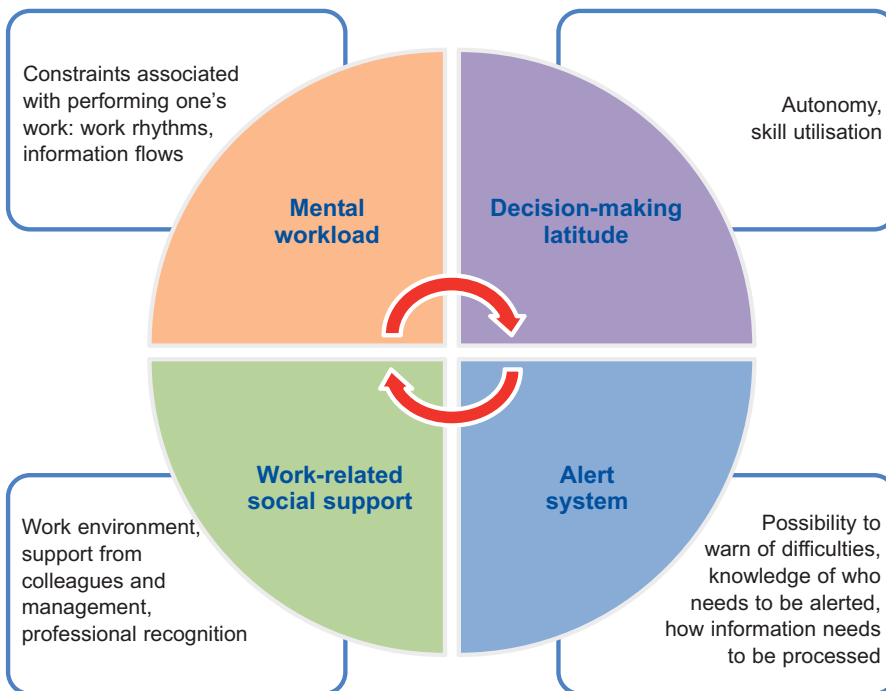 Constraints associated
with performing one's
work: work rhythms,
information flows
Autonomy,
skill utilisation
Mental
workload
Decision-making
latitude
Work-related
social support
Alert
system
Work environment,
support from
colleagues and
management,
professional recognition
Possibility to
warn of difficulties,
knowledge of who
needs to be alerted,
how information needs
to be processed